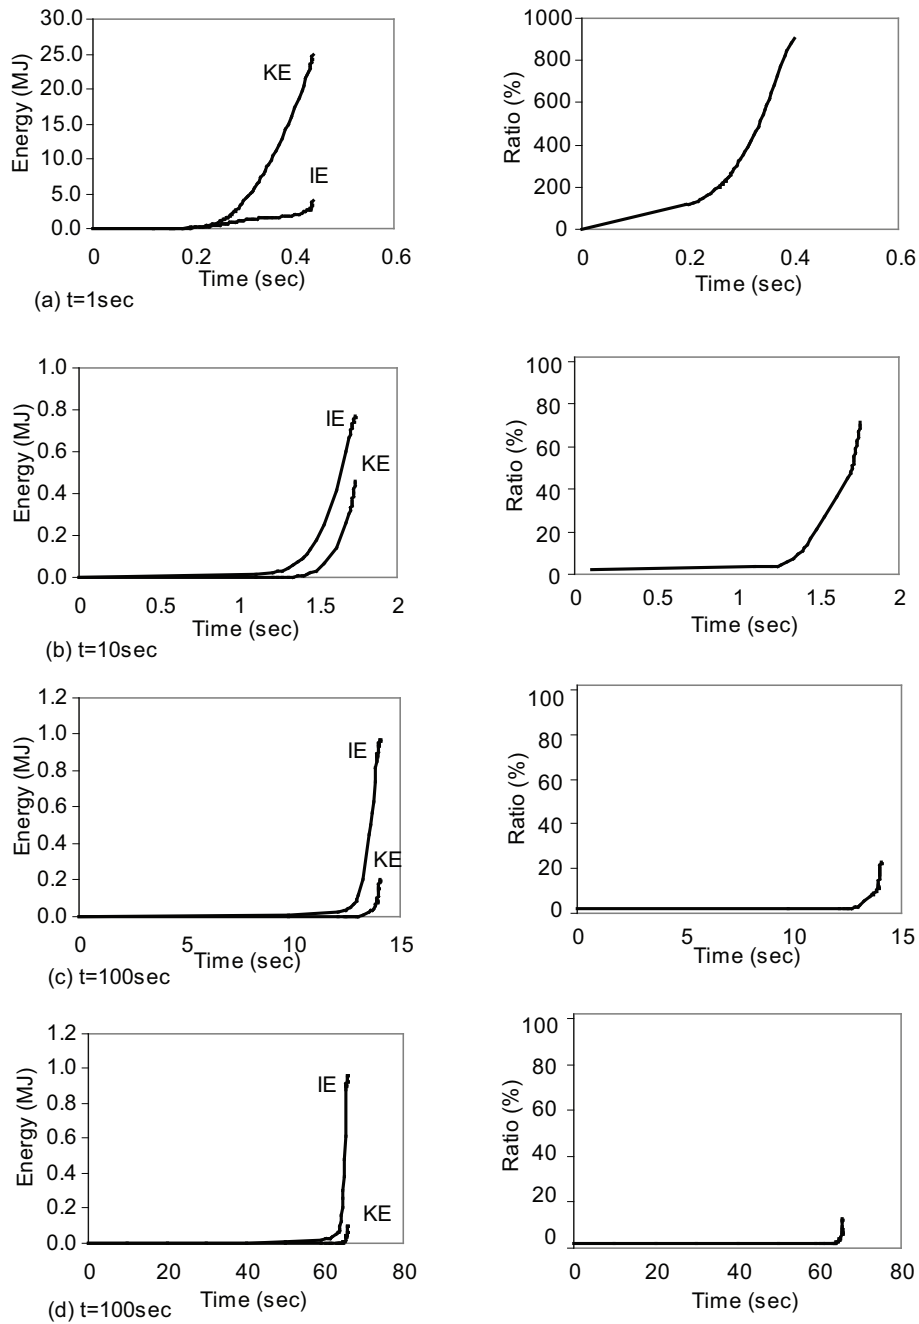 30.0
25.0
20.0
15.0
10.0
5.0
0.0
Energy (MJ)
KE
IE
0 0.2 0.4 0.6
Time (sec)
1000
800
600
400
200
0
Ratio (%)
0 0.2 0.4 0.6
Time (sec)
(a) t=1sec
1.0
0.8
0.6
0.4
0.2
0.0
Energy (MJ)
IE
KE
0 0.5 1 1.5 2
Time (sec)
100
80
60
40
20
0
Ratio (%)
0 0.5 1 1.5 2
Time (sec)
(b) t=10sec
1.2
1.0
0.8
0.6
0.4
0.2
0.0
Energy (MJ)
IE
KE
0 5 10 15
Time (sec)
100
80
60
40
20
0
Ratio (%)
0 5 10 15
Time (sec)
(c) t=100sec
1.2
1.0
0.8
0.6
0.4
0.2
0.0
Energy (MJ)
IE
KE
0 20 40 60 80
Time (sec)
100
80
60
40
20
0
Ratio (%)
0 20 40 60 80
Time (sec)
(d) t=100sec